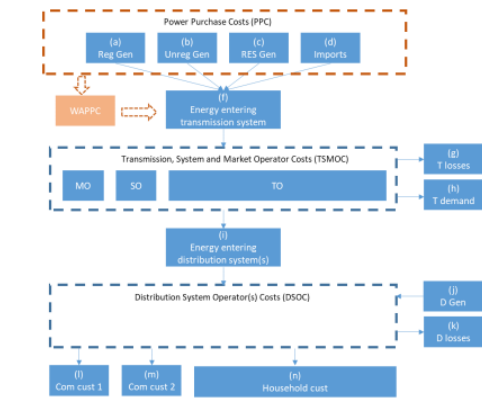 Power Purchase Costs (PPC)
(a)
Reg Gen
(b)
Unreg Gen
(c)
RES Gen
(d)
Imports
WAPPC
(f)
Energy entering
transmission system
Transmission, System and Market Operator Costs (TSMOC)
MO
SO
TO
(g)
T losses
(h)
T demand
(i)
Energy entering
distribution system(s)
Distribution System Operator(s) Costs (DSOC)
(j)
D Gen
(k)
D losses
(l)
Com cust 1
(m)
Com cust 2
(n)
Household cust